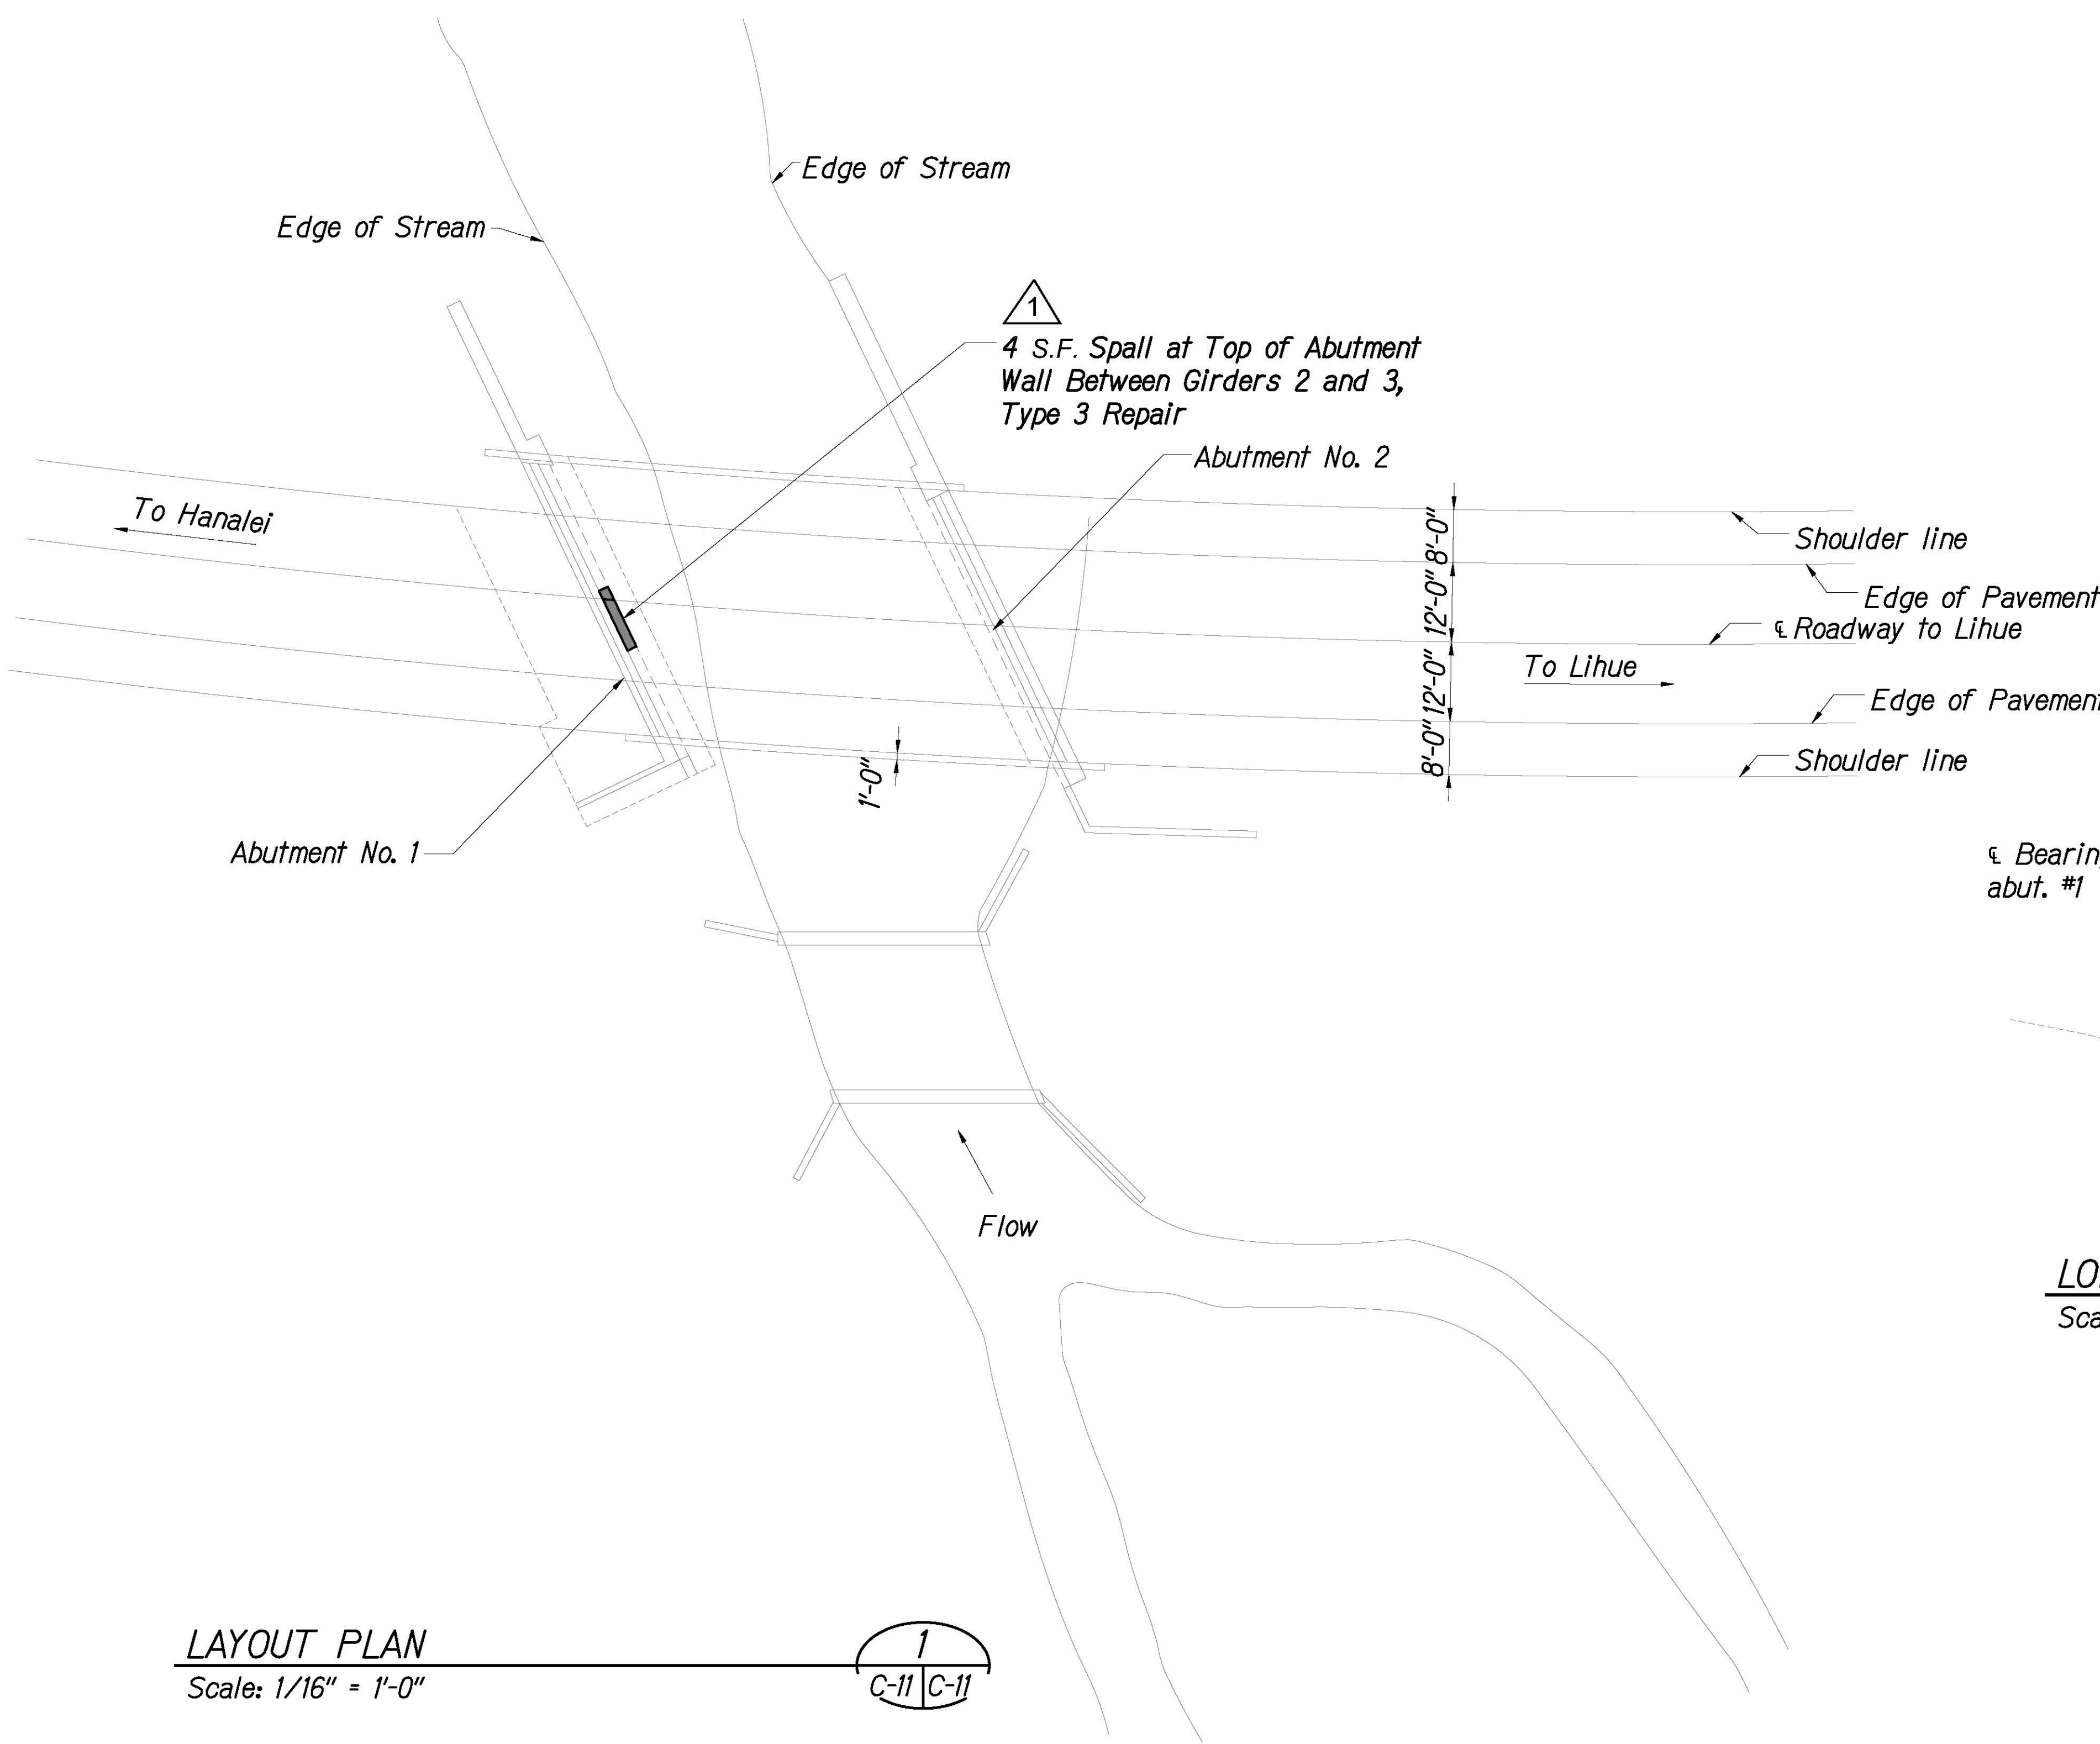 Edge of Stream
Edge of Stream
1
4 S.F. Spall at Top of Abutment
Wall Between Girders 2 and 3,
Type 3 Repair
Abutment No. 2
To Hanalei
8'-0"
Shoulder line
12'-0"
Edge of Pavement
℄ Roadway to Lihue
To Lihue
12'-0"
Edge of Pavement
8'-0"
Shoulder line
1'-0"
Abutment No. 1
℄ Bearin
abut. #1
Flow
LO
Sca
LAYOUT PLAN
Scale: 1/16" = 1'-0"
1
C-11 C-11